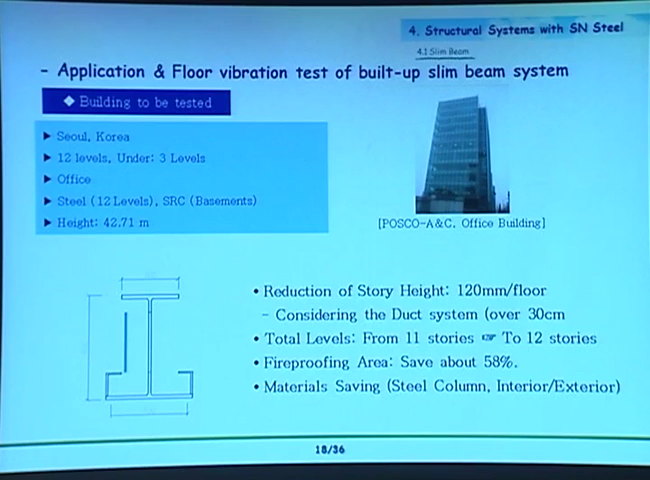 4. Structural Systems with SN Steel
4.1 Slim Beam
- Application & Floor vibration test of built-up slim beam system
◆ Building to be tested
▶ Seoul, Korea
▶ 12 levels, Under: 3 Levels
▶ Office
▶ Steel (12 Levels), SRC (Basements)
▶ Height: 42.71 m
[POSCO-A&C. Office Building]
• Reduction of Story Height: 120mm/floor
- Considering the Duct system (over 30cm
• Total Levels: From 11 stories ☞ To 12 stories
• Fireproofing Area: Save about 58%.
• Materials Saving (Steel Column, Interior/Exterior)
18/36